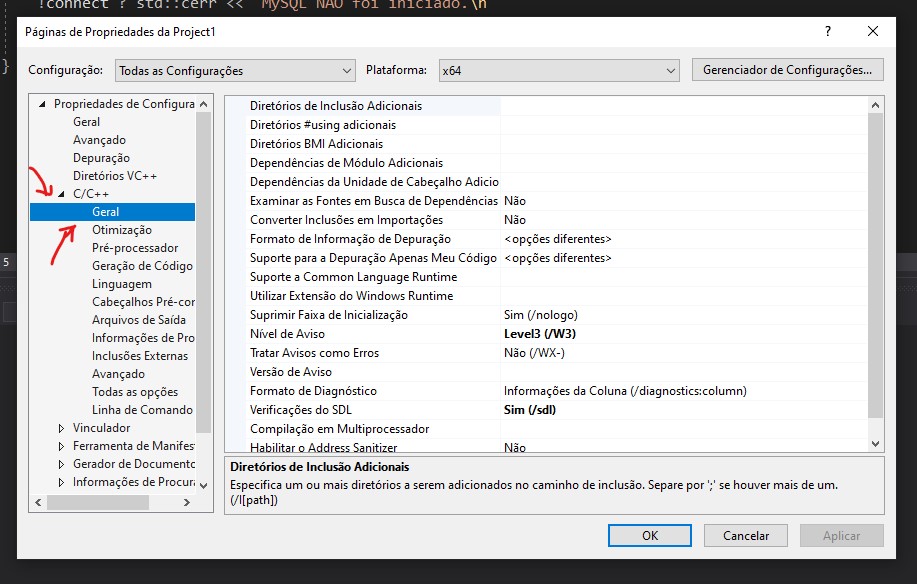 !connect ? std::cerr << "MySQL NAO foi iniciado.\n
Páginas de Propriedades da Project1
?
}
Configuração:
Todas as Configurações
Plataforma:
x64
Gerenciador de Configurações...
Propriedades de Configura
Geral
Avançado
Depuração
Diretórios VC++
C/C++
Geral
Otimização
Pré-processador
Geração de Código
Linguagem
Cabeçalhos Pré-cor
Arquivos de Saída
Informações de Pro
Inclusões Externas
Avançado
Todas as opções
Linha de Comando
Vinculador
Ferramenta de Manifes
Gerador de Documento
Informações de Procura
5
Diretórios de Inclusão Adicionais
Diretórios #using adicionais
Diretórios BMI Adicionais
Dependências de Módulo Adicionais
Dependências da Unidade de Cabeçalho Adicio
Examinar as Fontes em Busca de Dependências Não
Converter Inclusões em Importações Não
Formato de Informação de Depuração <opções diferentes>
Suporte para a Depuração Apenas Meu Código <opções diferentes>
Suporte a Common Language Runtime
Utilizar Extensão do Windows Runtime
Suprimir Faixa de Inicialização Sim (/nologo)
Nível de Aviso Level3 (/W3)
Tratar Avisos como Erros Não (/WX-)
Versão de Aviso
Formato de Diagnóstico Informações da Coluna (/diagnostics:column)
Verificações do SDL Sim (/sdl)
Compilação em Multiprocessador
Habilitar o Address Sanitizer Não
Diretórios de Inclusão Adicionais
Especifica um ou mais diretórios a serem adicionados no caminho de inclusão. Separe por ';' se houver mais de um.
(/I[path])
OK
Cancelar
Aplicar